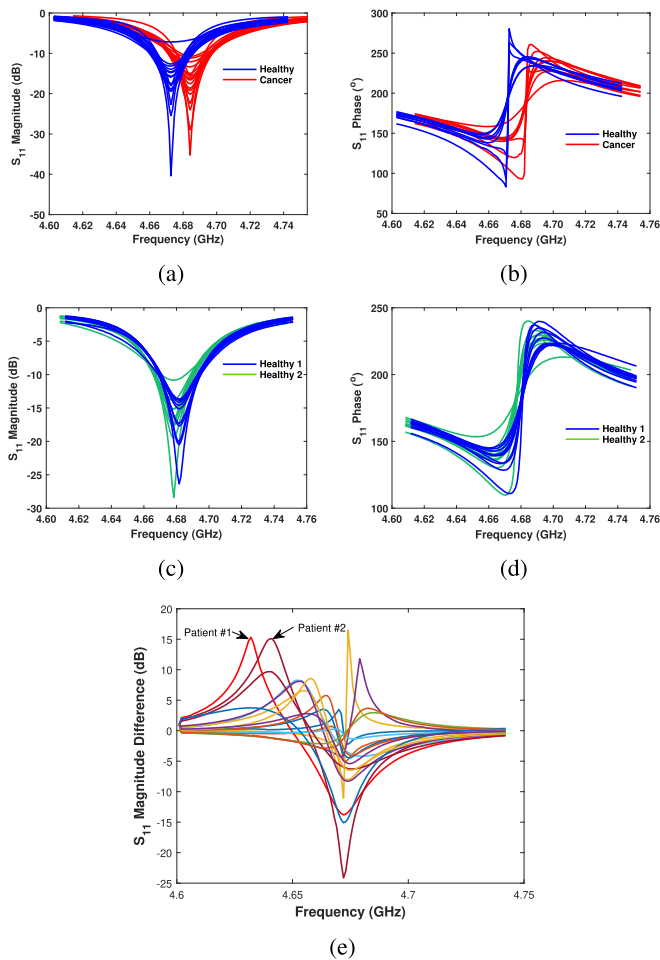 0
-10
-20
-30
-40
-50
S11 Magnitude (dB)
Healthy
Cancer
4.60 4.62 4.64 4.66 4.68 4.70 4.72 4.74
Frequency (GHz)
(a)
300
250
200
150
100
50
S11 Phase (°)
Healthy
Cancer
4.60 4.62 4.64 4.66 4.68 4.70 4.72 4.74 4.76
Frequency (GHz)
(b)
0
-5
-10
-15
-20
-25
-30
S11 Magnitude (dB)
Healthy 1
Healthy 2
4.60 4.62 4.64 4.66 4.68 4.70 4.72 4.74 4.76
Frequency (GHz)
(c)
250
200
150
100
S11 Phase (°)
Healthy 1
Healthy 2
4.60 4.62 4.64 4.66 4.68 4.70 4.72 4.74 4.76
Frequency (GHz)
(d)
20
15
10
5
0
-5
-10
-15
-20
-25
S11 Magnitude Difference (dB)
Patient #1
Patient #2
4.6 4.65 4.7 4.75
Frequency (GHz)
(e)